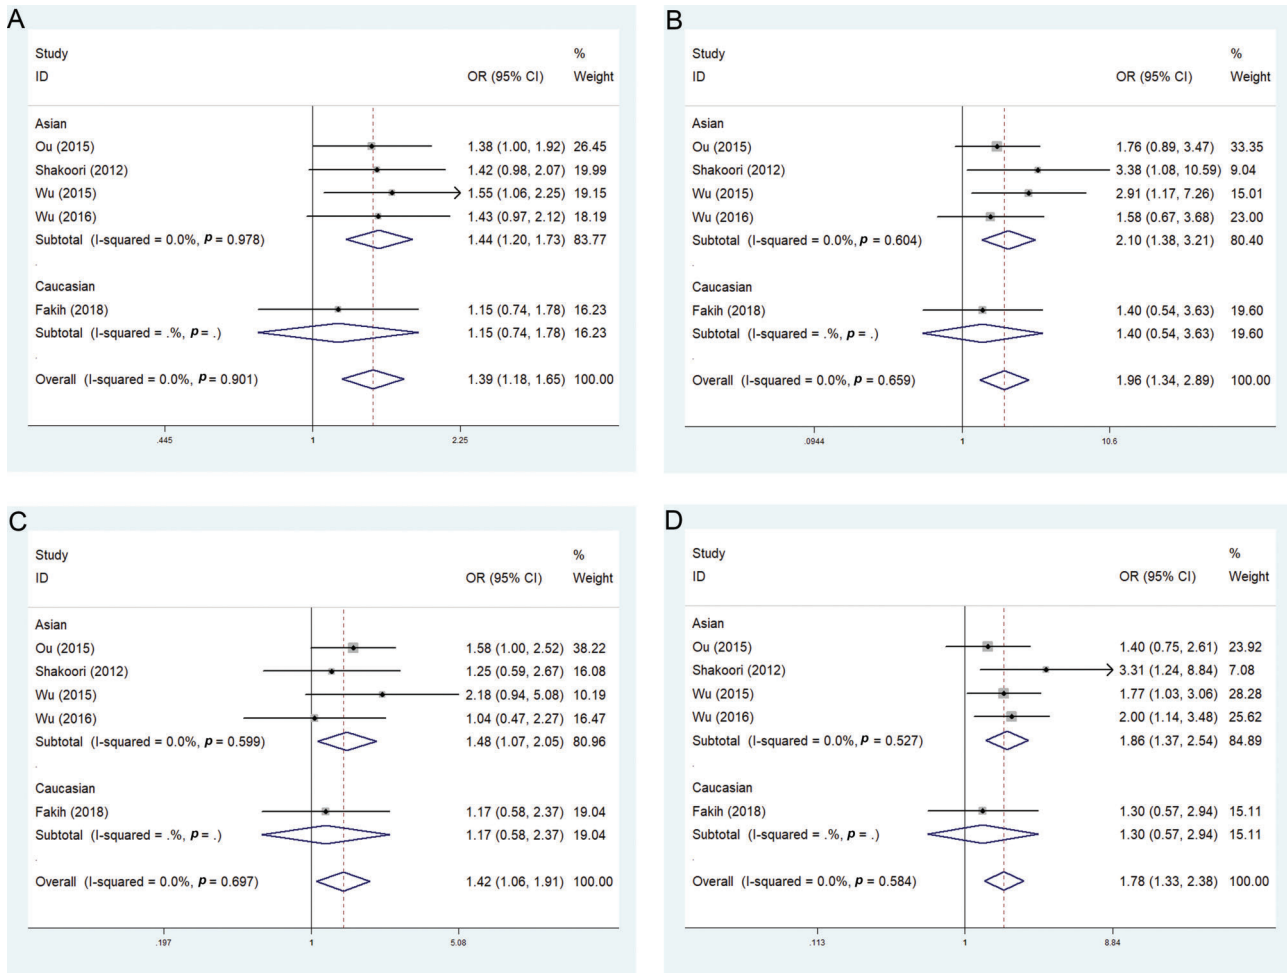 A
Study %
ID OR (95% CI) Weight
Asian
Ou (2015) 1.38 (1.00, 1.92) 26.45
Shakoori (2012) 1.42 (0.98, 2.07) 19.99
Wu (2015) 1.55 (1.06, 2.25) 19.15
Wu (2016) 1.43 (0.97, 2.12) 18.19
Subtotal (I-squared = 0.0%, p = 0.978) 1.44 (1.20, 1.73) 83.77
.
Caucasian
Fakih (2018) 1.15 (0.74, 1.78) 16.23
Subtotal (I-squared = .%, p = .) 1.15 (0.74, 1.78) 16.23
.
Overall (I-squared = 0.0%, p = 0.901) 1.39 (1.18, 1.65) 100.00
.445 1 2.25
B
Study %
ID OR (95% CI) Weight
Asian
Ou (2015) 1.76 (0.89, 3.47) 33.35
Shakoori (2012) 3.38 (1.08, 10.59) 9.04
Wu (2015) 2.91 (1.17, 7.26) 15.01
Wu (2016) 1.58 (0.67, 3.68) 23.00
Subtotal (I-squared = 0.0%, p = 0.604) 2.10 (1.38, 3.21) 80.40
.
Caucasian
Fakih (2018) 1.40 (0.54, 3.63) 19.60
Subtotal (I-squared = .%, p = .) 1.40 (0.54, 3.63) 19.60
.
Overall (I-squared = 0.0%, p = 0.659) 1.96 (1.34, 2.89) 100.00
.0944 1 10.6
C
Study %
ID OR (95% CI) Weight
Asian
Ou (2015) 1.58 (1.00, 2.52) 38.22
Shakoori (2012) 1.25 (0.59, 2.67) 16.08
Wu (2015) 2.18 (0.94, 5.08) 10.19
Wu (2016) 1.04 (0.47, 2.27) 16.47
Subtotal (I-squared = 0.0%, p = 0.599) 1.48 (1.07, 2.05) 80.96
.
Caucasian
Fakih (2018) 1.17 (0.58, 2.37) 19.04
Subtotal (I-squared = .%, p = .) 1.17 (0.58, 2.37) 19.04
.
Overall (I-squared = 0.0%, p = 0.697) 1.42 (1.06, 1.91) 100.00
.197 1 5.08
D
Study %
ID OR (95% CI) Weight
Asian
Ou (2015) 1.40 (0.75, 2.61) 23.92
Shakoori (2012) 3.31 (1.24, 8.84) 7.08
Wu (2015) 1.77 (1.03, 3.06) 28.28
Wu (2016) 2.00 (1.14, 3.48) 25.62
Subtotal (I-squared = 0.0%, p = 0.527) 1.86 (1.37, 2.54) 84.89
.
Caucasian
Fakih (2018) 1.30 (0.57, 2.94) 15.11
Subtotal (I-squared = .%, p = .) 1.30 (0.57, 2.94) 15.11
.
Overall (I-squared = 0.0%, p = 0.584) 1.78 (1.33, 2.38) 100.00
.113 1 8.84